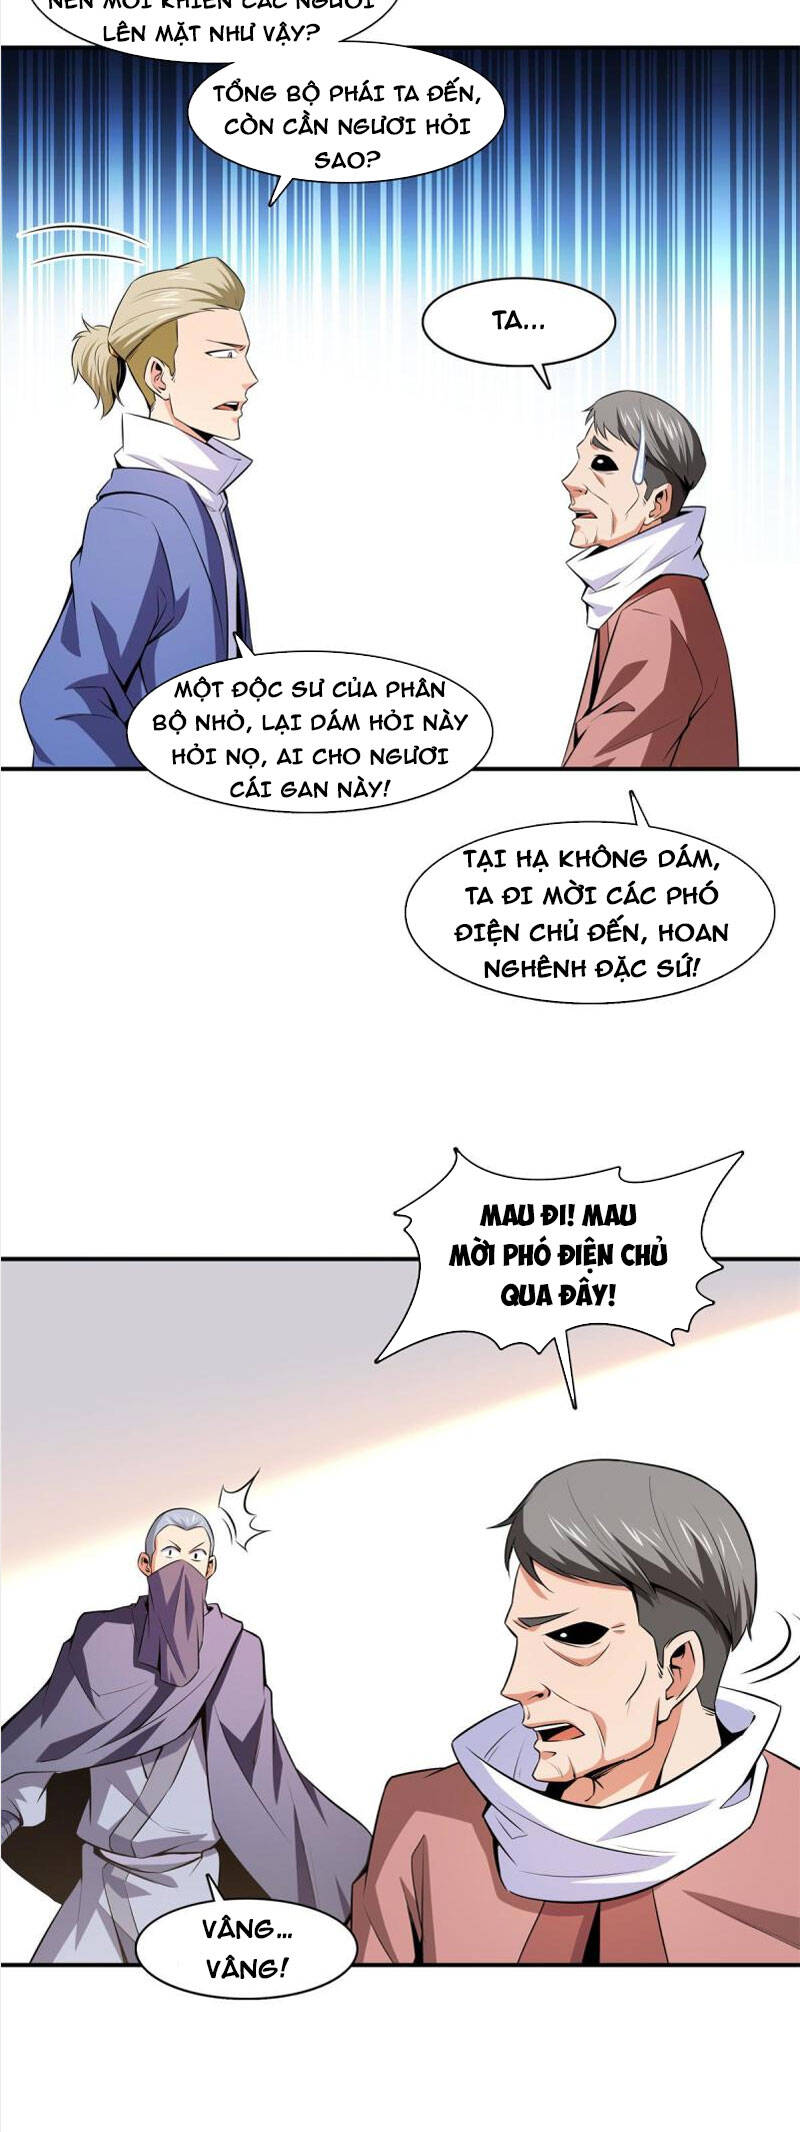 NÊN MỚI KHIẾN CÁC NGƯƠI
LÊN MẶT NHƯ VẬY?
TỔNG BỘ PHÁI TA ĐẾN,
CÒN CẦN NGƯƠI HỎI
SAO?
TA...
MỘT ĐỘC SƯ CỦA PHÂN
BỘ NHỎ, LẠI DÁM HỎI NÀY
HỎI NỌ, AI CHO NGƯƠI
CÁI GAN NÀY!
TẠI HẠ KHÔNG DÁM,
TA ĐI MỜI CÁC PHÓ
ĐIỆN CHỦ ĐẾN, HOAN
NGHÊNH ĐẶC SỨ!
MAU ĐI! MAU
MỜI PHÓ ĐIỆN CHỦ
QUA ĐÂY!
VÂNG...
VÂNG!